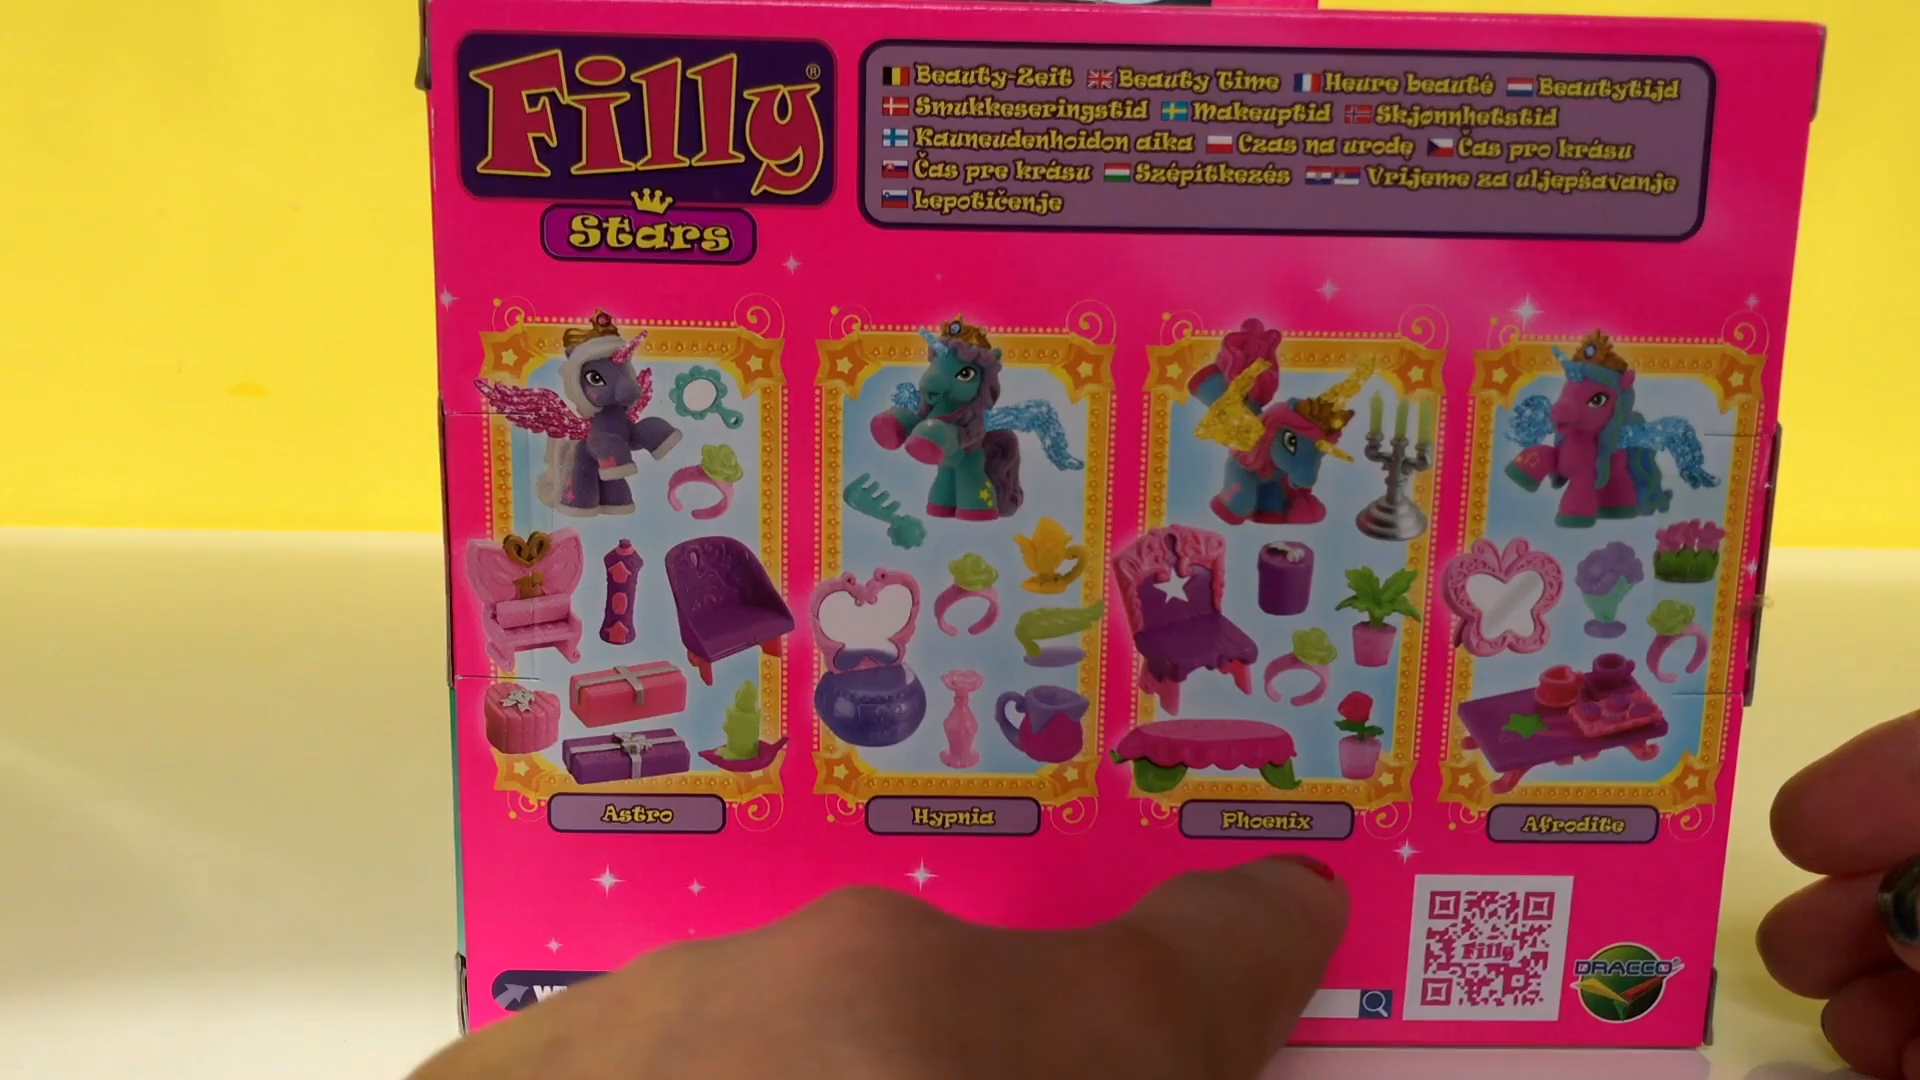 Filly®
Stars
Beauty-Zeit Beauty Time Heure beauté Beautytijd
Smukkeseringstid Makeuptid Skjønnhetstid
Kauneudenhoidon aika Czas na urodę Čas pro krásu
Čas pre krásu Szépítkezés Vrijeme za uljepšavanje
Lepotičenje
Astro Hypnia Phoenix Afrodite
Filly
DRACCO